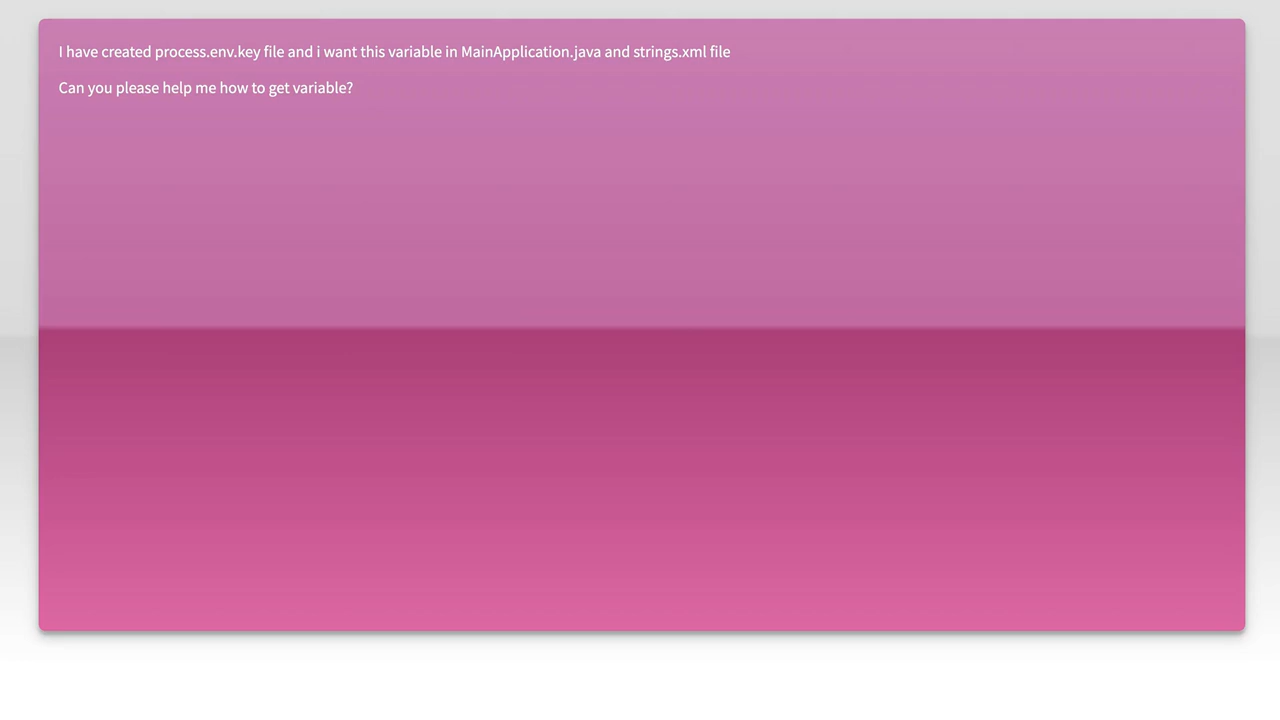 I have created process.env.key file and i want this variable in MainApplication.java and strings.xml file
Can you please help me how to get variable?